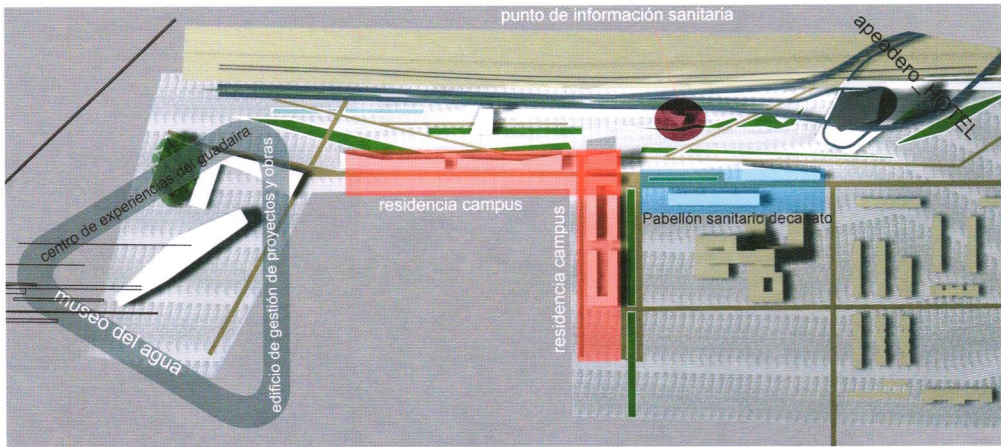 punto de información sanitaria
apeadero_HOTEL
centro de experiencias del guadaira
edificio de gestión de proyectos y obras
museo del agua
residencia campus
residencia campus
Pabellón sanitario decanato